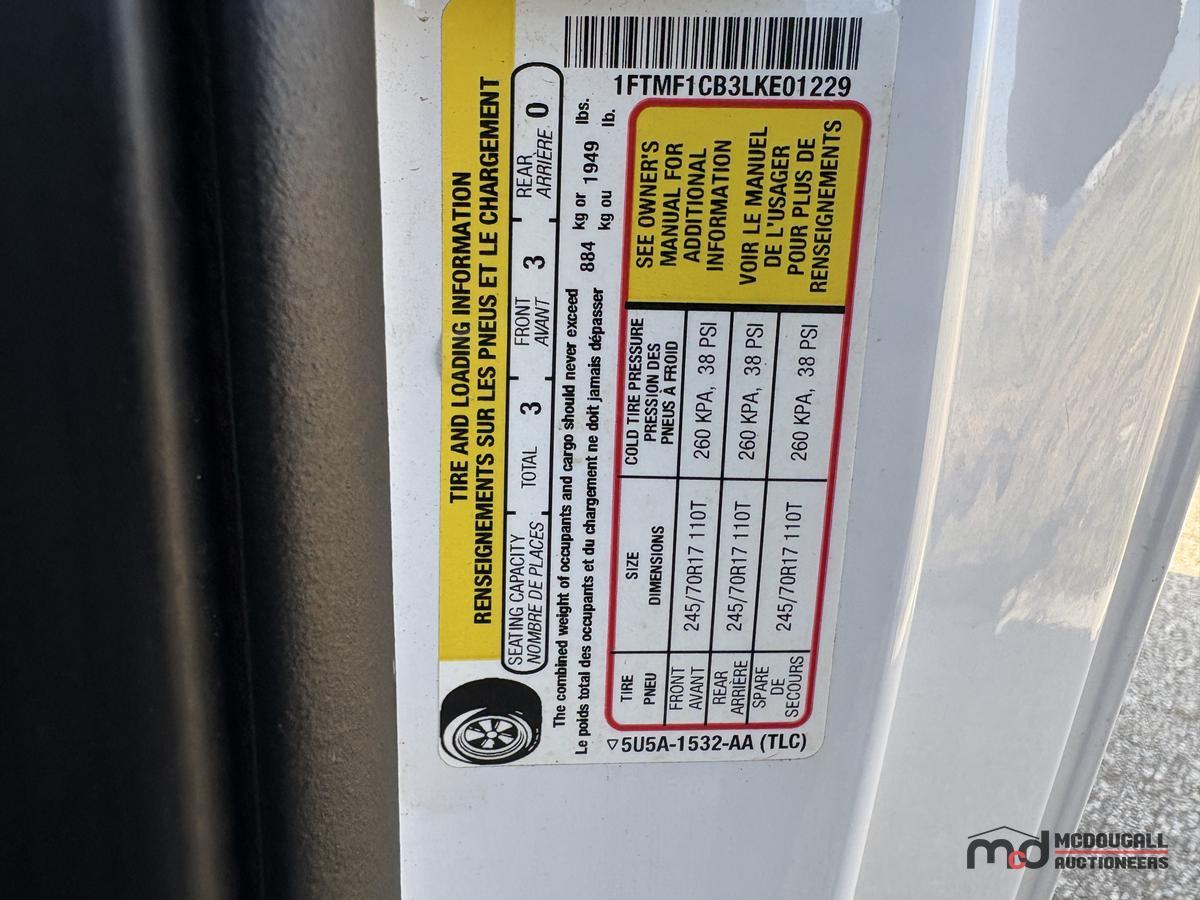 TIRE AND LOADING INFORMATION
RENSEIGNEMENTS SUR LES PNEUS ET LE CHARGEMENT
SEATING CAPACITY
NOMBRE DE PLACES
TOTAL 3
FRONT
AVANT
3
REAR
ARRIÈRE
0
The combined weight of occupants and cargo should never exceed 884 kg or 1949 lbs.
Le poids total des occupants et du chargement ne doit jamais dépasser kg ou lb.
TIRE
PNEU
SIZE
DIMENSIONS
COLD TIRE PRESSURE
PRESSION DES
PNEUS À FROID
FRONT
AVANT
245/70R17 110T
260 KPA, 38 PSI
REAR
ARRIÈRE
245/70R17 110T
260 KPA, 38 PSI
SPARE
DE
SECOURS
245/70R17 110T
260 KPA, 38 PSI
SEE OWNER'S
MANUAL FOR
ADDITIONAL
INFORMATION
VOIR LE MANUEL
DE L'USAGER
POUR PLUS DE
RENSEIGNEMENTS
▽5U5A-1532-AA (TLC)
1FTMF1CB3LKE01229
mcd
MCDOUGALL
AUCTIONEERS